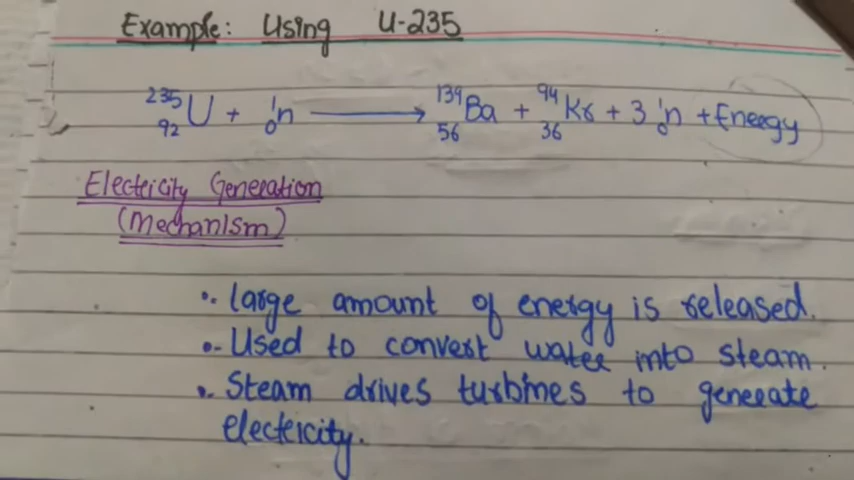 Example: Using U-235
²³⁵₉₂U + ¹₀n ⟶ ¹³⁹₅₆Ba + ⁹⁴₃₆Kr + 3 ¹₀n + Energy
Electricity Generation
(Mechanism)
•. large amount of energy is released.
•. Used to convert water into steam.
•. Steam drives turbines to generate
electricity.